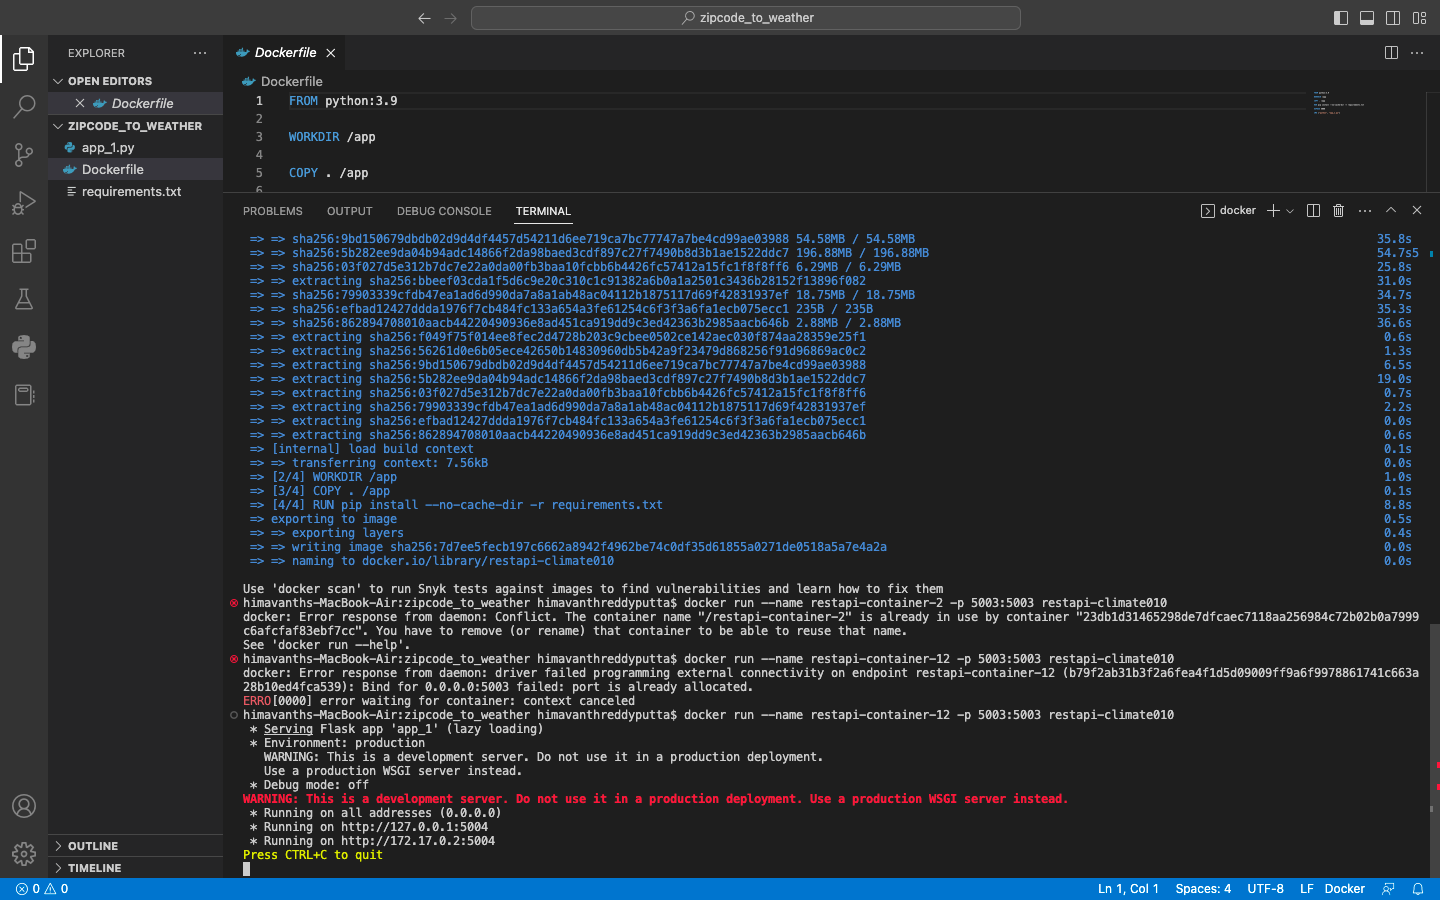 zipcode_to_weather
EXPLORER
OPEN EDITORS
Dockerfile
ZIPCODE_TO_WEATHER
app_1.py
Dockerfile
requirements.txt
OUTLINE
TIMELINE
Dockerfile
Dockerfile
1 FROM python:3.9
2
3 WORKDIR /app
4
5 COPY . /app
6
PROBLEMS OUTPUT DEBUG CONSOLE TERMINAL docker
=> => sha256:9bd150679dbdb02d9d4df4457d54211d6ee719ca7bc77747a7be4cd99ae03988 54.58MB / 54.58MB 35.8s
=> => sha256:5b282ee9da04b94adc14866f2da98baed3cdf897c27f7490b8d3b1ae1522ddc7 196.88MB / 196.88MB 54.7s5
=> => sha256:03f027d5e312b7dc7e22a0da00fb3baa10fcbb6b4426fc57412a15fc1f8f8ff6 6.29MB / 6.29MB 25.8s
=> => extracting sha256:bbeef03cda1f5d6c9e20c310c1c91382a6b0a1a2501c3436b28152f13896f082 31.0s
=> => sha256:79903339cfdb47ea1ad6d990da7a8a1ab48ac04112b1875117d69f42831937ef 18.75MB / 18.75MB 34.7s
=> => sha256:efbad12427ddda1976f7cb484fc133a654a3fe61254c6f3f3a6fa1ecb075ecc1 235B / 235B 35.3s
=> => sha256:862894708010aacb44220490936e8ad451ca919dd9c3ed42363b2985aacb646b 2.88MB / 2.88MB 36.6s
=> => extracting sha256:f049f75f014ee8fec2d4728b203c9cbee0502ce142aec030f874aa28359e25f1 0.6s
=> => extracting sha256:56261d0e6b05ece42650b14830960db5b42a9f23479d868256f91d96869ac0c2 1.3s
=> => extracting sha256:9bd150679dbdb02d9d4df4457d54211d6ee719ca7bc77747a7be4cd99ae03988 6.5s
=> => extracting sha256:5b282ee9da04b94adc14866f2da98baed3cdf897c27f7490b8d3b1ae1522ddc7 19.0s
=> => extracting sha256:03f027d5e312b7dc7e22a0da00fb3baa10fcbb6b4426fc57412a15fc1f8f8ff6 0.7s
=> => extracting sha256:79903339cfdb47ea1ad6d990da7a8a1ab48ac04112b1875117d69f42831937ef 2.2s
=> => extracting sha256:efbad12427ddda1976f7cb484fc133a654a3fe61254c6f3f3a6fa1ecb075ecc1 0.0s
=> => extracting sha256:862894708010aacb44220490936e8ad451ca919dd9c3ed42363b2985aacb646b 0.6s
=> [internal] load build context 0.1s
=> => transferring context: 7.56kB 0.0s
=> [2/4] WORKDIR /app 1.0s
=> [3/4] COPY . /app 0.1s
=> [4/4] RUN pip install --no-cache-dir -r requirements.txt 8.8s
=> exporting to image 0.5s
=> => exporting layers 0.4s
=> => writing image sha256:7d7ee5fecb197c6662a8942f4962be74c0df35d61855a0271de0518a5a7e4a2a 0.0s
=> => naming to docker.io/library/restapi-climate010 0.0s
Use 'docker scan' to run Snyk tests against images to find vulnerabilities and learn how to fix them
himavanths-MacBook-Air:zipcode_to_weather himavanthreddyputta$ docker run --name restapi-container-2 -p 5003:5003 restapi-climate010
docker: Error response from daemon: Conflict. The container name "/restapi-container-2" is already in use by container "23db1d31465298de7dfcaec7118aa256984c72b02b0a7999
c6afcfaf83ebf7cc". You have to remove (or rename) that container to be able to reuse that name.
See 'docker run --help'.
himavanths-MacBook-Air:zipcode_to_weather himavanthreddyputta$ docker run --name restapi-container-12 -p 5003:5003 restapi-climate010
docker: Error response from daemon: driver failed programming external connectivity on endpoint restapi-container-12 (b79f2ab31b3f2a6fea4f1d5d09009ff9a6f9978861741c663a
28b10ed4fca539): Bind for 0.0.0.0:5003 failed: port is already allocated.
ERRO[0000] error waiting for container: context canceled
himavanths-MacBook-Air:zipcode_to_weather himavanthreddyputta$ docker run --name restapi-container-12 -p 5003:5003 restapi-climate010
* Serving Flask app 'app_1' (lazy loading)
* Environment: production
WARNING: This is a development server. Do not use it in a production deployment.
Use a production WSGI server instead.
* Debug mode: off
WARNING: This is a development server. Do not use it in a production deployment. Use a production WSGI server instead.
* Running on all addresses (0.0.0.0)
* Running on http://127.0.0.1:5004
* Running on http://172.17.0.2:5004
Press CTRL+C to quit
0 0 Ln 1, Col 1 Spaces: 4 UTF-8 LF Docker